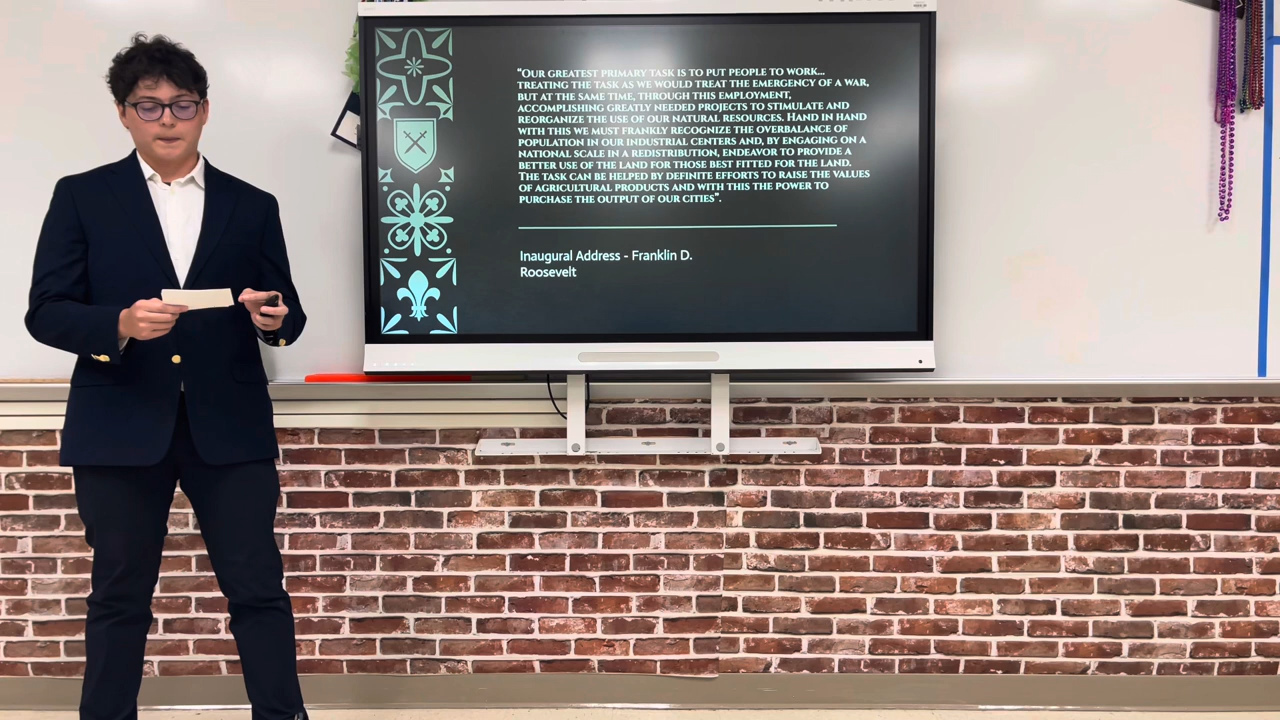 “OUR GREATEST PRIMARY TASK IS TO PUT PEOPLE TO WORK...
TREATING THE TASK AS WE WOULD TREAT THE EMERGENCY OF A WAR,
BUT AT THE SAME TIME, THROUGH THIS EMPLOYMENT,
ACCOMPLISHING GREATLY NEEDED PROJECTS TO STIMULATE AND
REORGANIZE THE USE OF OUR NATURAL RESOURCES. HAND IN HAND
WITH THIS WE MUST FRANKLY RECOGNIZE THE OVERBALANCE OF
POPULATION IN OUR INDUSTRIAL CENTERS AND, BY ENGAGING ON A
NATIONAL SCALE IN A REDISTRIBUTION, ENDEAVOR TO PROVIDE A
BETTER USE OF THE LAND FOR THOSE BEST FITTED FOR THE LAND.
THE TASK CAN BE HELPED BY DEFINITE EFFORTS TO RAISE THE VALUES
OF AGRICULTURAL PRODUCTS AND WITH THIS THE POWER TO
PURCHASE THE OUTPUT OF OUR CITIES”.
Inaugural Address - Franklin D.
Roosevelt